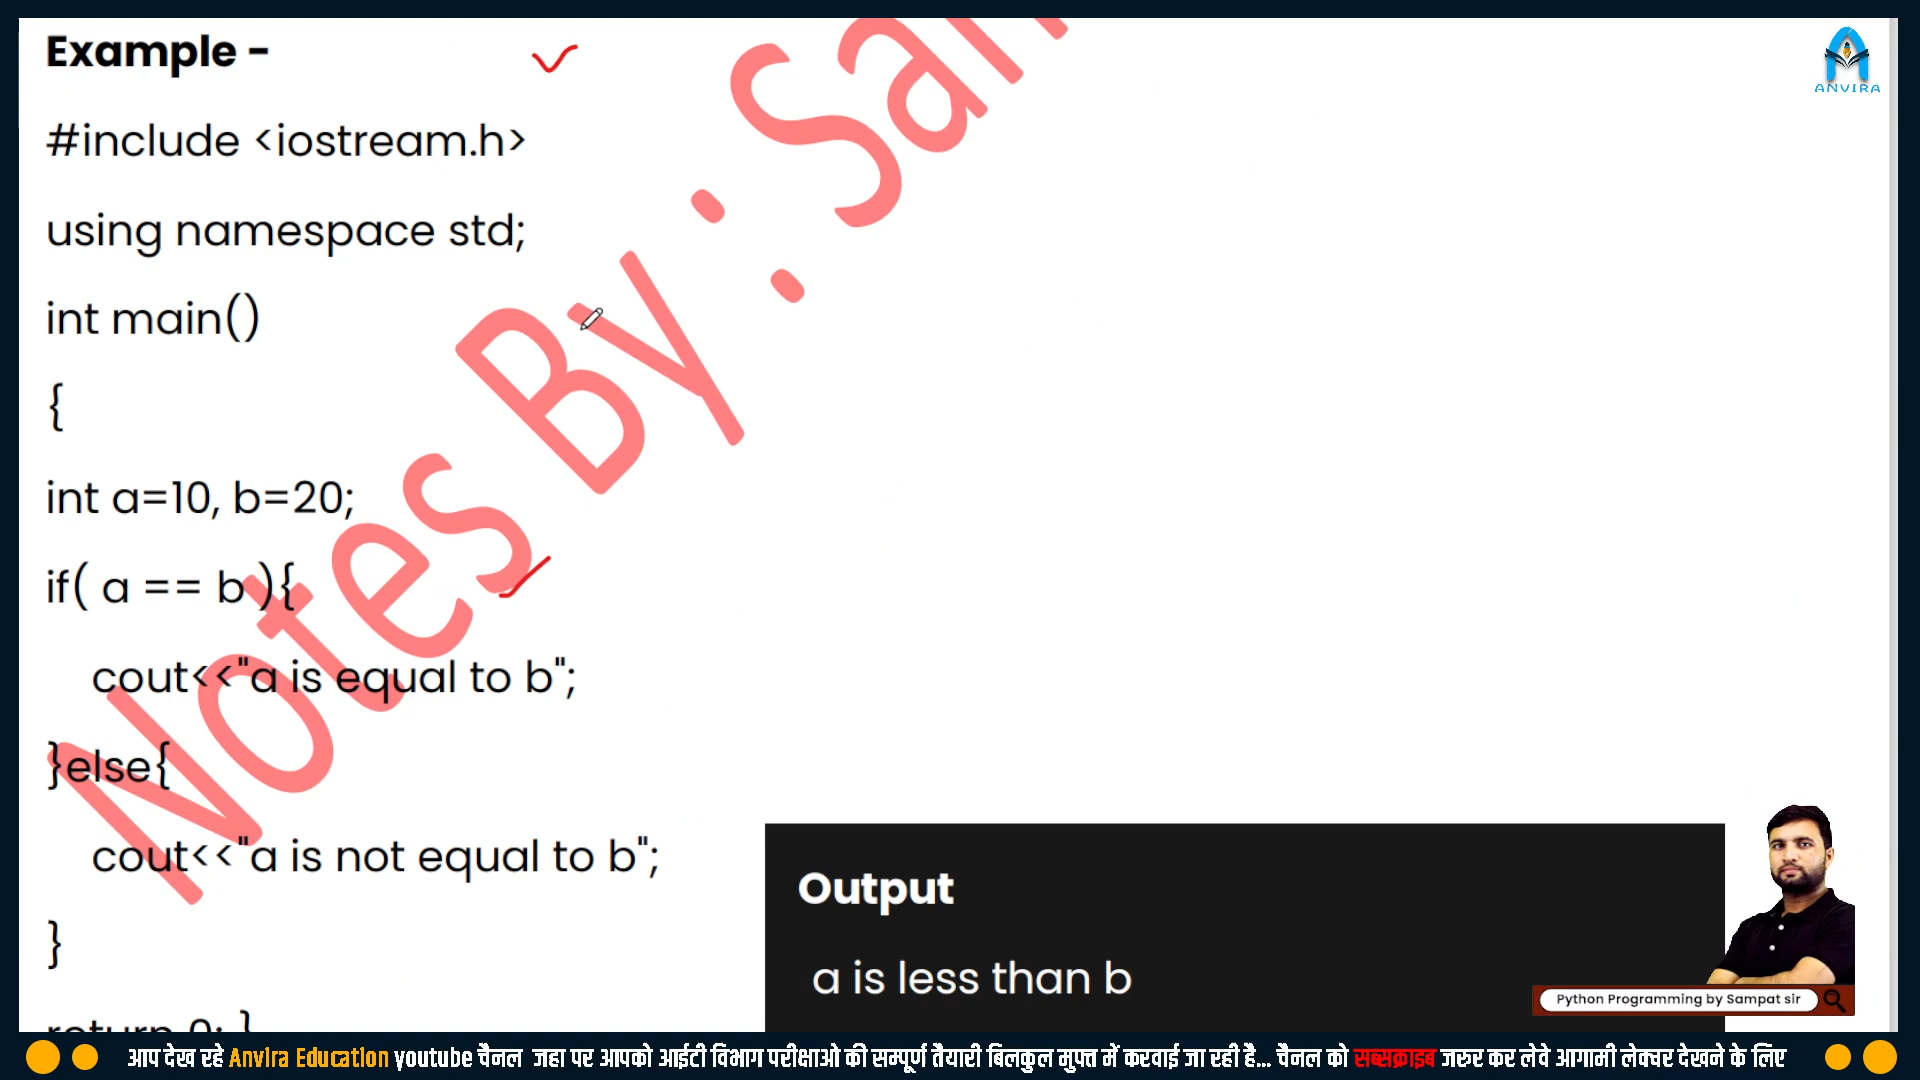 Example -
#include <iostream.h>
using namespace std;
int main()
{
int a=10, b=20;
if( a == b ){
cout<<"a is equal to b";
}else{
cout<<"a is not equal to b";
}
return 0; }
Notes By : San
ANVIRA
Output
a is less than b
Python Programming by Sampat sir
आप देख रहे Anvira Education youtube चैनल जहा पर आपको आईटी विभाग परीक्षाओ की सम्पूर्ण तैयारी बिलकुल मुफ्त में करवाई जा रही है... चैनल को सब्सक्राइब जरुर कर लेवे आगामी लेक्चर देखने के लिए